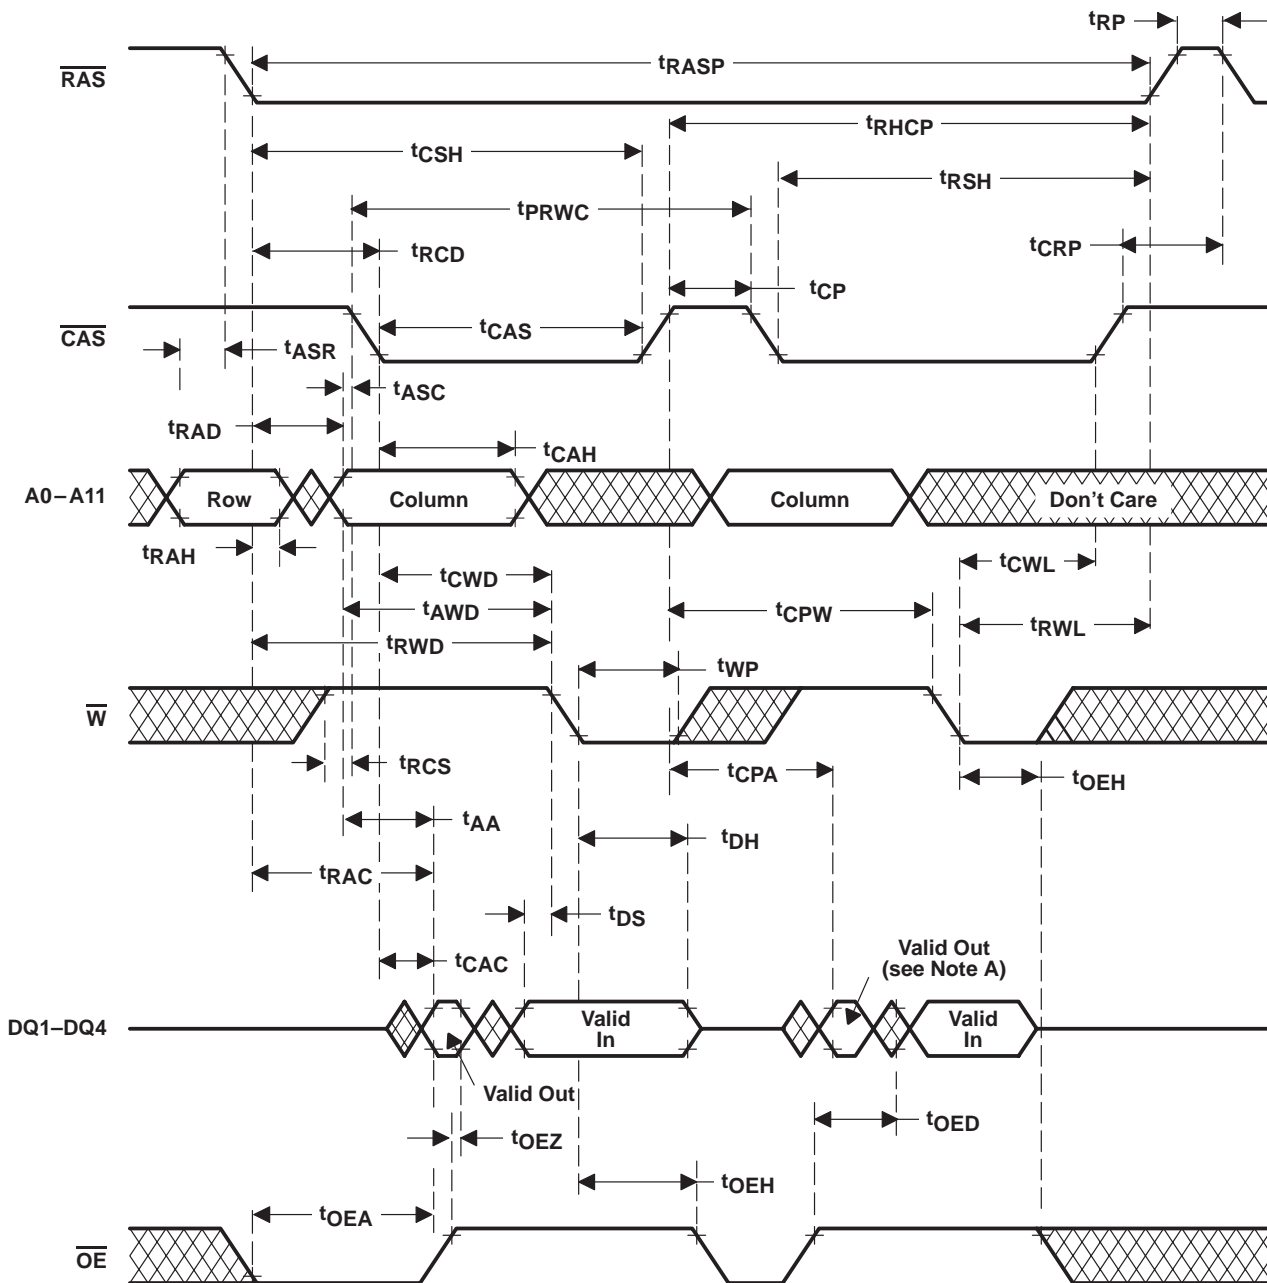 tRP
RAS
tRASP
tRHCP
tCSH
tRSH
tPRWC
tRCD
tCRP
tCP
CAS
tCAS
tASR
tASC
tRAD
tCAH
A0–A11
Row
Column
Column
Don't Care
tRAH
tCWD
tCWL
tAWD
tCPW
tRWD
tRWL
tWP
W
tRCS
tCPA
tOEH
tAA
tDH
tRAC
tDS
tCAC
Valid Out
(see Note A)
DQ1–DQ4
Valid
In
Valid
In
Valid Out
tOED
tOEZ
tOEH
tOEA
OE